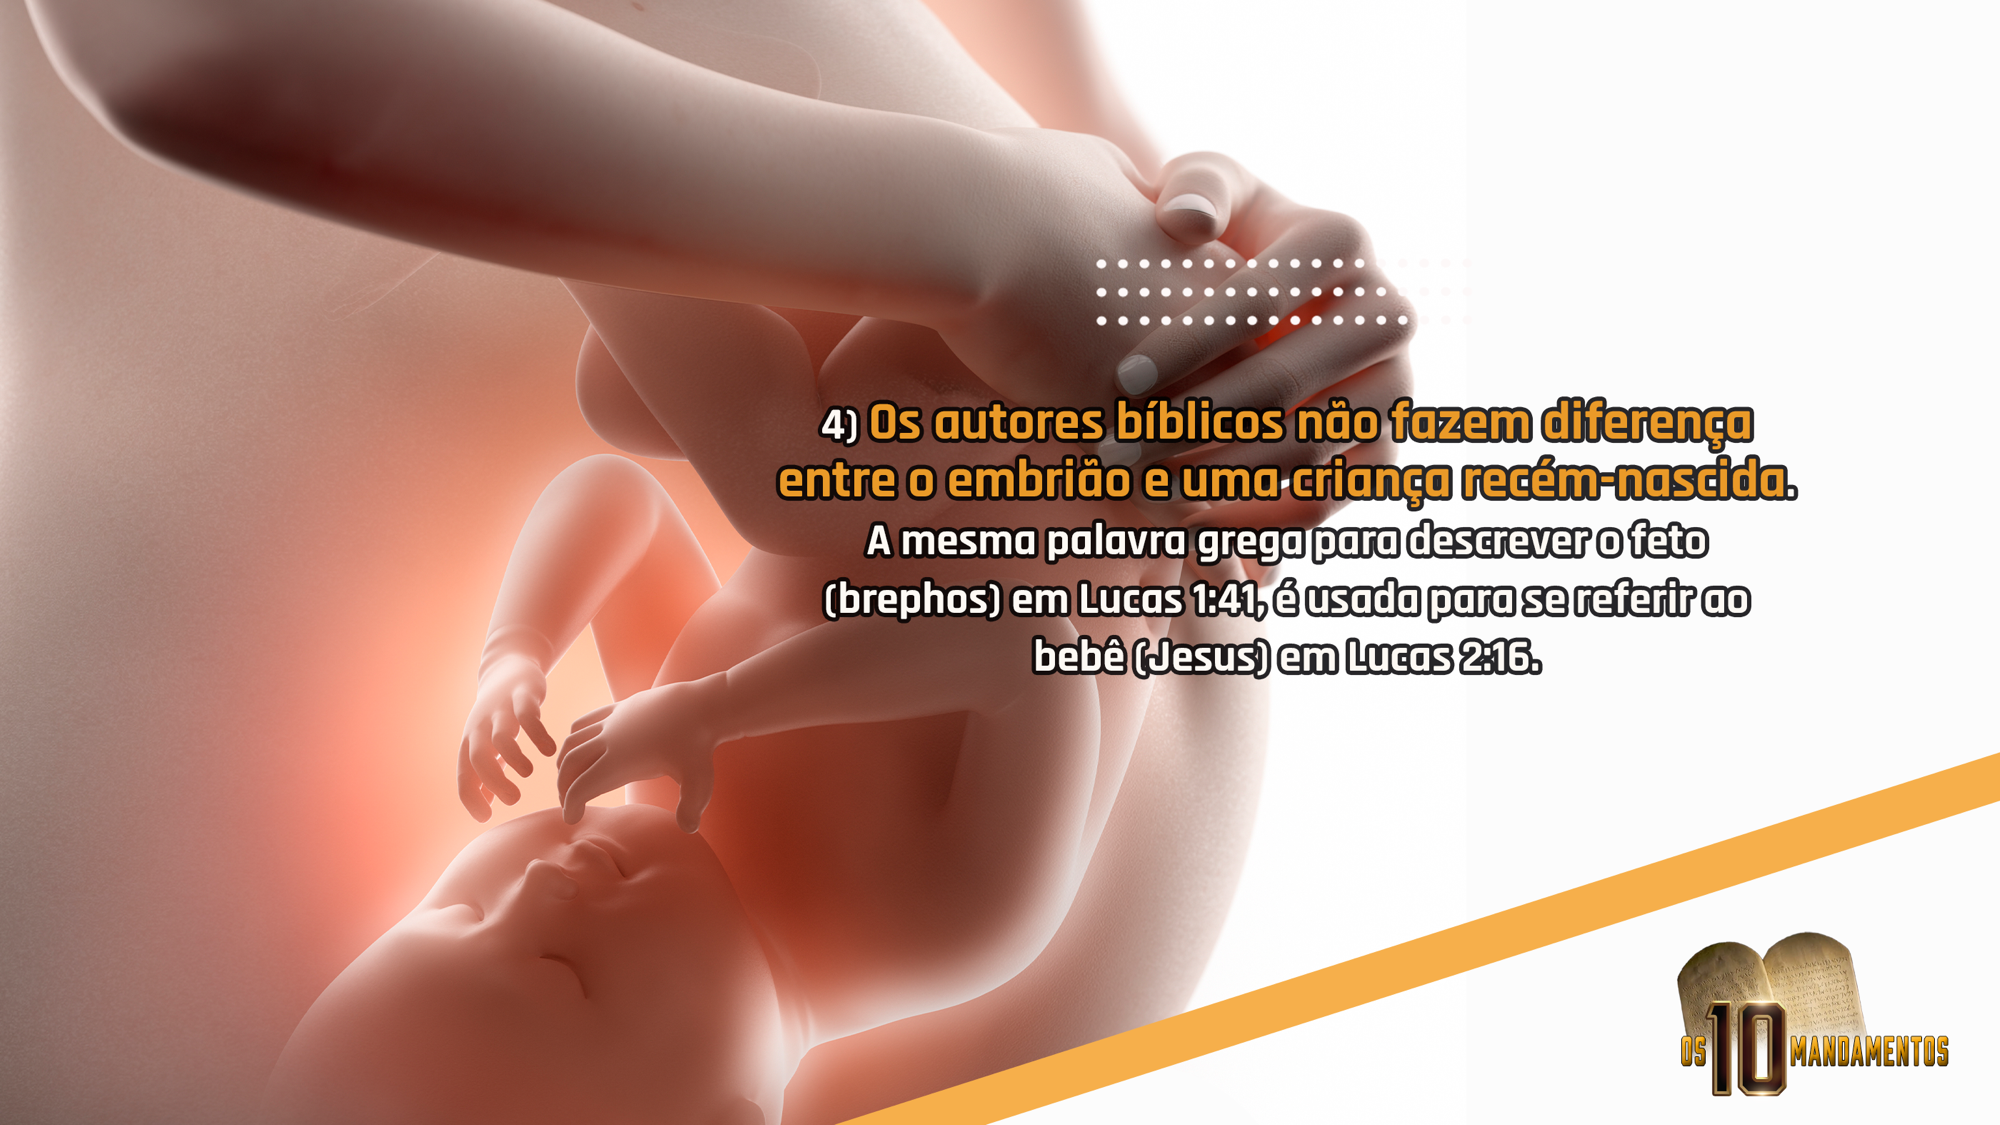 4) Os autores bíblicos não fazem diferença
entre o embrião e uma criança recém-nascida.
A mesma palavra grega para descrever o feto
(brephos) em Lucas 1:41, é usada para se referir ao
bebê (Jesus) em Lucas 2:16.
OS 10 MANDAMENTOS